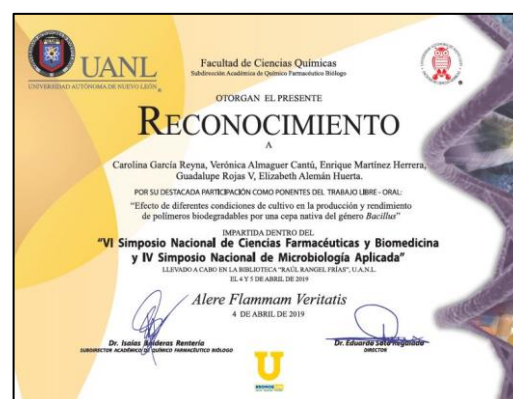 UANL
UNIVERSIDAD AUTÓNOMA DE NUEVO LEÓN
Facultad de Ciencias Químicas
Subdirección Académica de Químico Farmacéutico Biólogo
OTORGAN EL PRESENTE
RECONOCIMIENTO
A
Carolina García Reyna, Verónica Almaguer Cantú, Enrique Martínez Herrera,
Guadalupe Rojas V, Elizabeth Alemán Huerta.
POR SU DESTACADA PARTICIPACIÓN COMO PONENTES DEL TRABAJO LIBRE - ORAL:
"Efecto de diferentes condiciones de cultivo en la producción y rendimiento
de polímeros biodegradables por una cepa nativa del género Bacillus"
IMPARTIDA DENTRO DEL
"VI Simposio Nacional de Ciencias Farmacéuticas y Biomedicina
y IV Simposio Nacional de Microbiología Aplicada"
LLEVADO A CABO EN LA BIBLIOTECA "RAÚL RANGEL FRÍAS", U.A.N.L.
EL 4 Y 5 DE ABRIL DE 2019
Alere Flammam Veritatis
4 DE ABRIL DE 2019
Dr. Isaías Balderas Rentería
SUBDIRECTOR ACADÉMICO DE QUÍMICO FARMACÉUTICO BIÓLOGO
Dr. Eduardo Soto Regalado
DIRECTOR
U